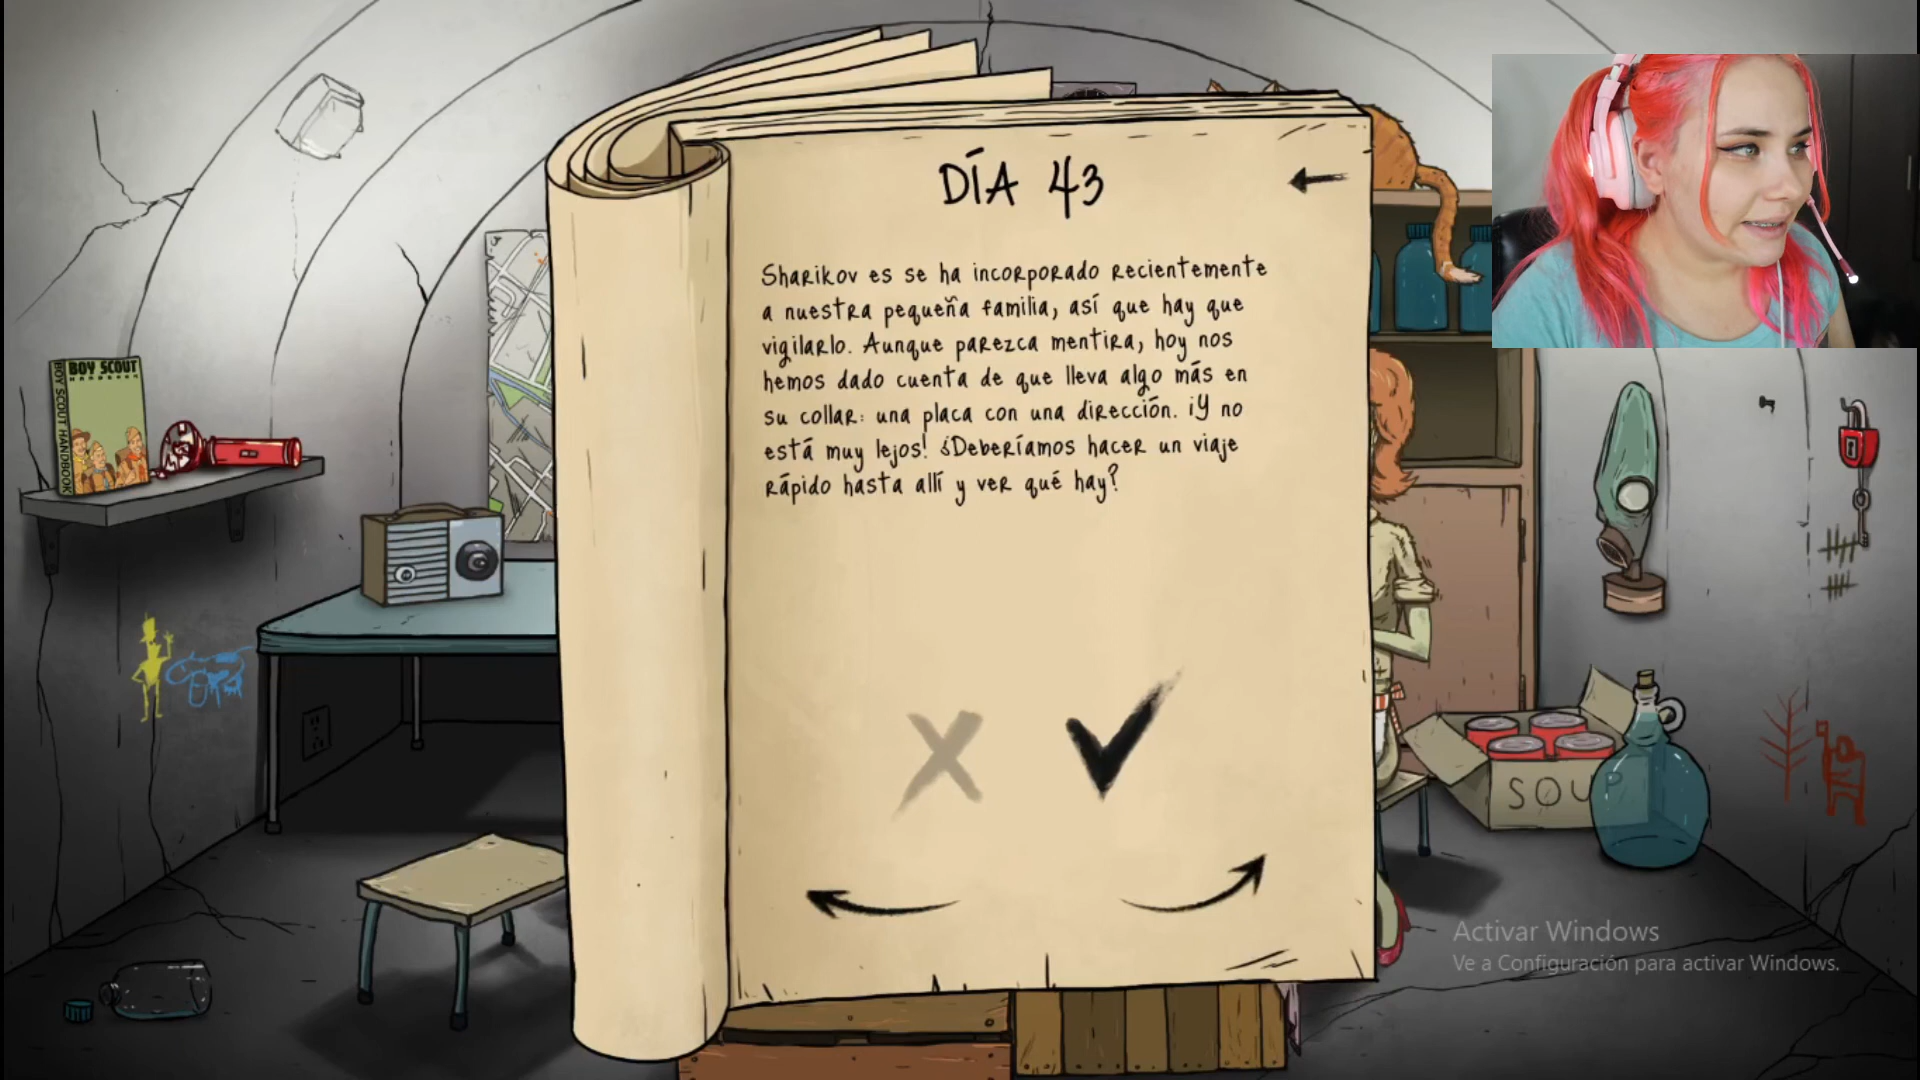 DÍA 43
Sharikov es se ha incorporado recientemente
a nuestra pequeña familia, así que hay que
vigilarlo. Aunque parezca mentira, hoy nos
hemos dado cuenta de que lleva algo más en
su collar: una placa con una dirección. ¡Y no
está muy lejos! ¿Deberíamos hacer un viaje
rápido hasta allí y ver qué hay?
BOY SCOUT
HANDBOOK
BOY SCOUT HANDBOOK
SOUP
Activar Windows
Ve a Configuración para activar Windows.